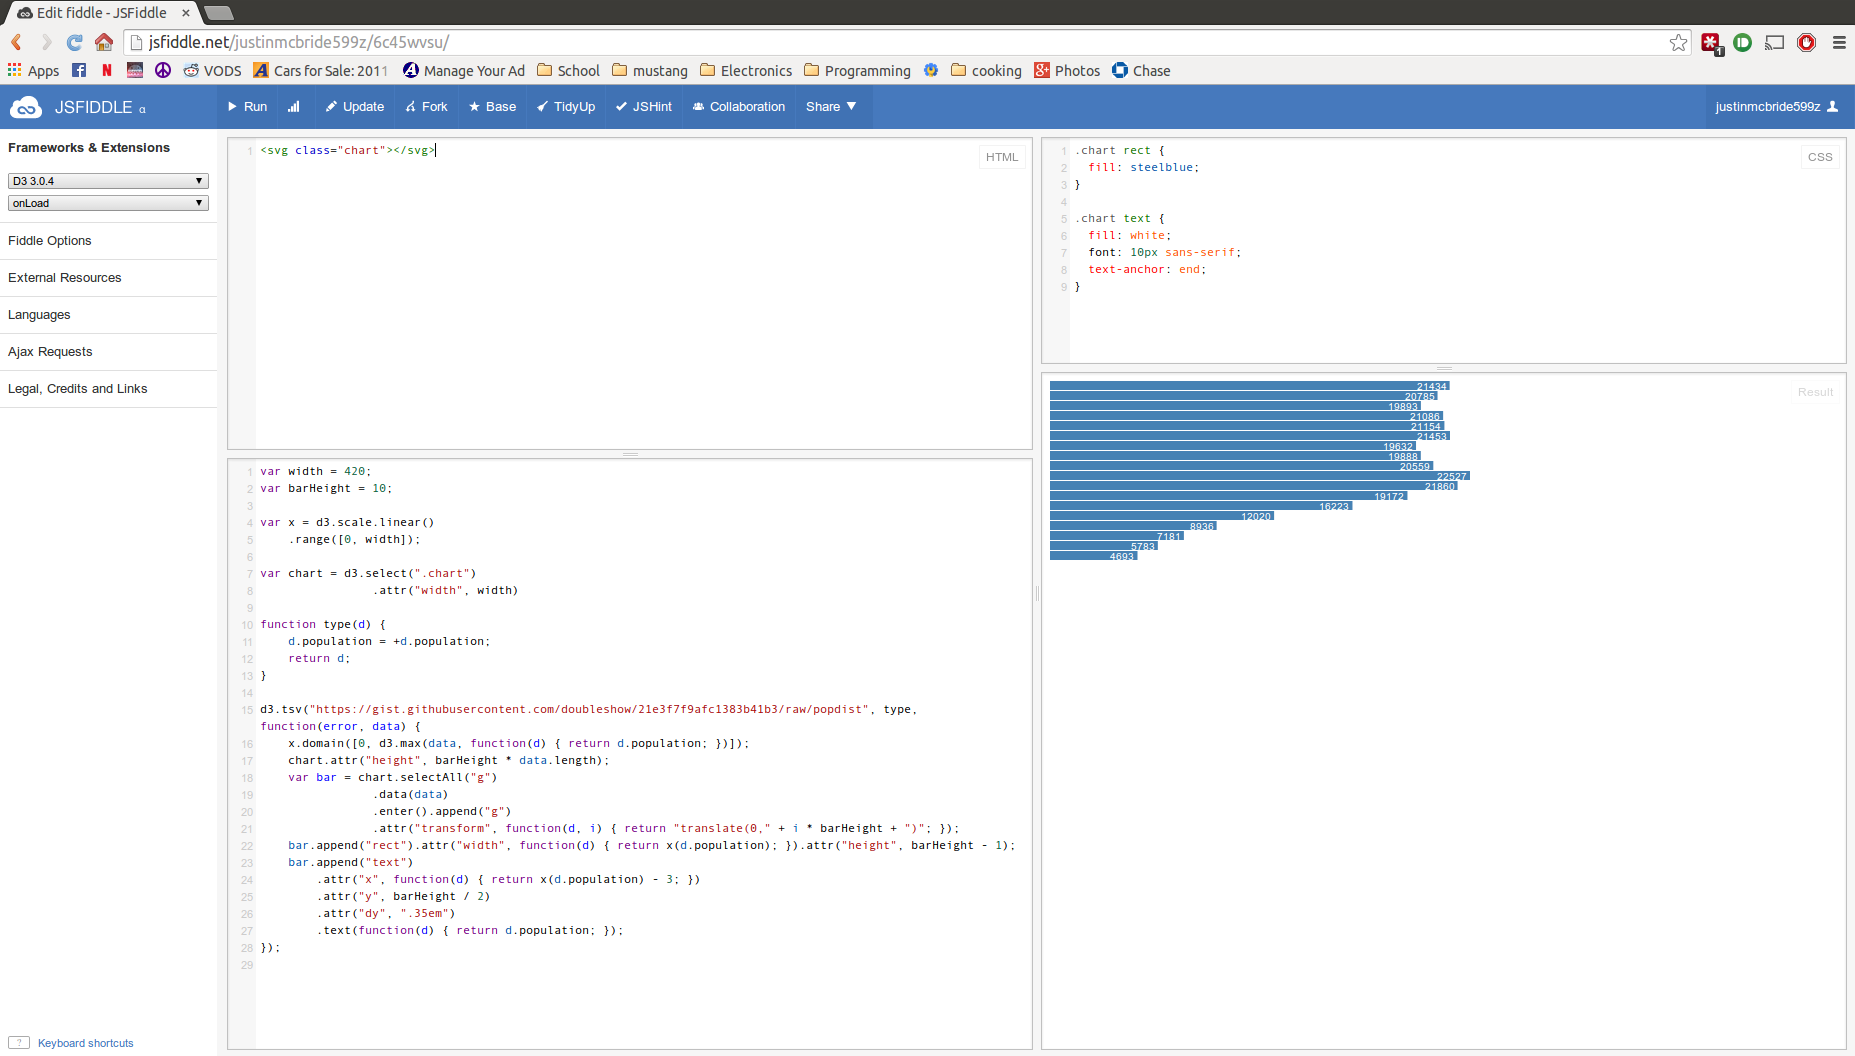 Edit fiddle - JSFiddle ×
jsfiddle.net/justinmcbride599z/6c45wvsu/
1
Apps
VODS
Cars for Sale: 2011
Manage Your Ad
School
mustang
Electronics
Programming
cooking
Photos
Chase
JSFIDDLE α
Run
Update
Fork
Base
TidyUp
JSHint
Collaboration
Share ▼
justinmcbride599z
Frameworks & Extensions
D3 3.0.4 ▼
onLoad ▼
Fiddle Options
External Resources
Languages
Ajax Requests
Legal, Credits and Links
? Keyboard shortcuts
HTML
1 <svg class="chart"></svg>
CSS
1 .chart rect {
2 fill: steelblue;
3 }
4
5 .chart text {
6 fill: white;
7 font: 10px sans-serif;
8 text-anchor: end;
9 }
1 var width = 420;
2 var barHeight = 10;
3
4 var x = d3.scale.linear()
5 .range([0, width]);
6
7 var chart = d3.select(".chart")
8 .attr("width", width)
9
10 function type(d) {
11 d.population = +d.population;
12 return d;
13 }
14
15 d3.tsv("https://gist.githubusercontent.com/doubleshow/21e3f7f9afc1383b41b3/raw/popdist", type,
function(error, data) {
16 x.domain([0, d3.max(data, function(d) { return d.population; })]);
17 chart.attr("height", barHeight * data.length);
18 var bar = chart.selectAll("g")
19 .data(data)
20 .enter().append("g")
21 .attr("transform", function(d, i) { return "translate(0," + i * barHeight + ")"; });
22 bar.append("rect").attr("width", function(d) { return x(d.population); }).attr("height", barHeight - 1);
23 bar.append("text")
24 .attr("x", function(d) { return x(d.population) - 3; })
25 .attr("y", barHeight / 2)
26 .attr("dy", ".35em")
27 .text(function(d) { return d.population; });
28 });
29
Result
21434
20785
19893
21086
21154
21453
19632
19888
20559
22527
21860
19172
16223
12020
8936
7181
5783
4693